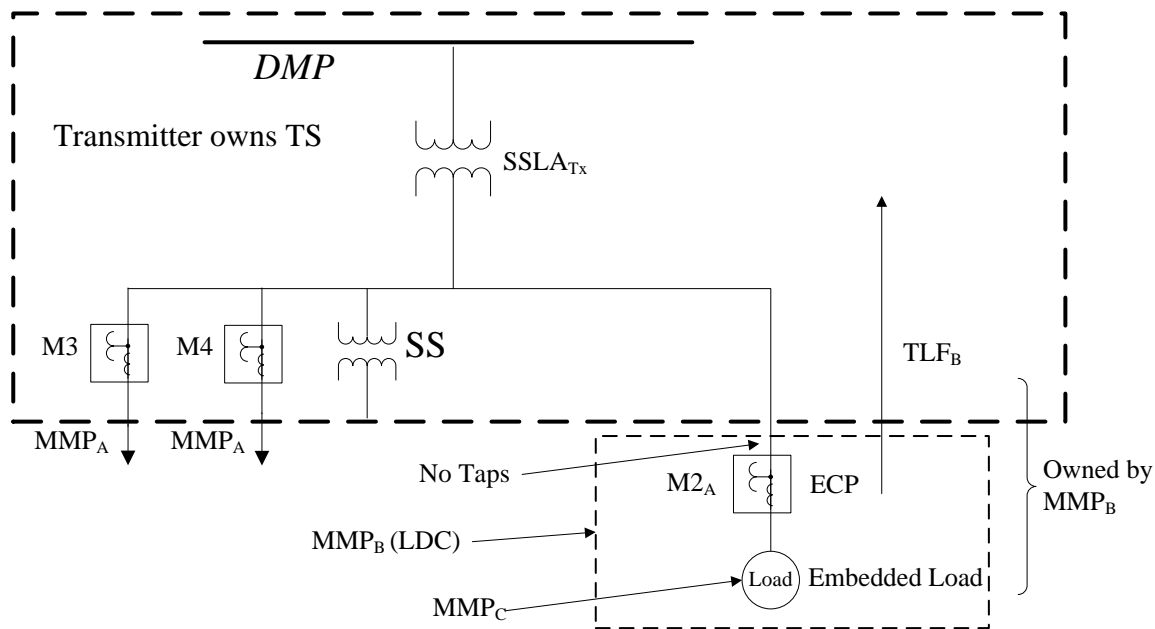 DMP
Transmitter owns TS
SSLATx
M3
M4
SS
TLFB
MMPA
MMPA
No Taps
M2A
ECP
Owned by
MMPB
MMPB (LDC)
Load
Embedded Load
MMPC